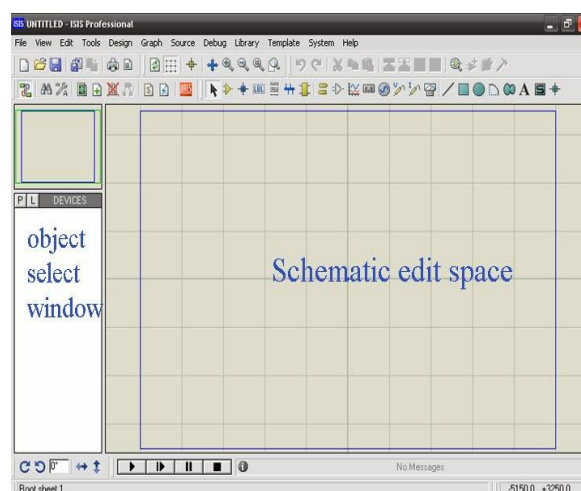 ISIS UNTITLED - ISIS Professional
File View Edit Tools Design Graph Source Debug Library Template System Help
P L DEVICES
object
select
window
Schematic edit space
0°
No Messages
Root sheet 1
-5150.0 +3250.0